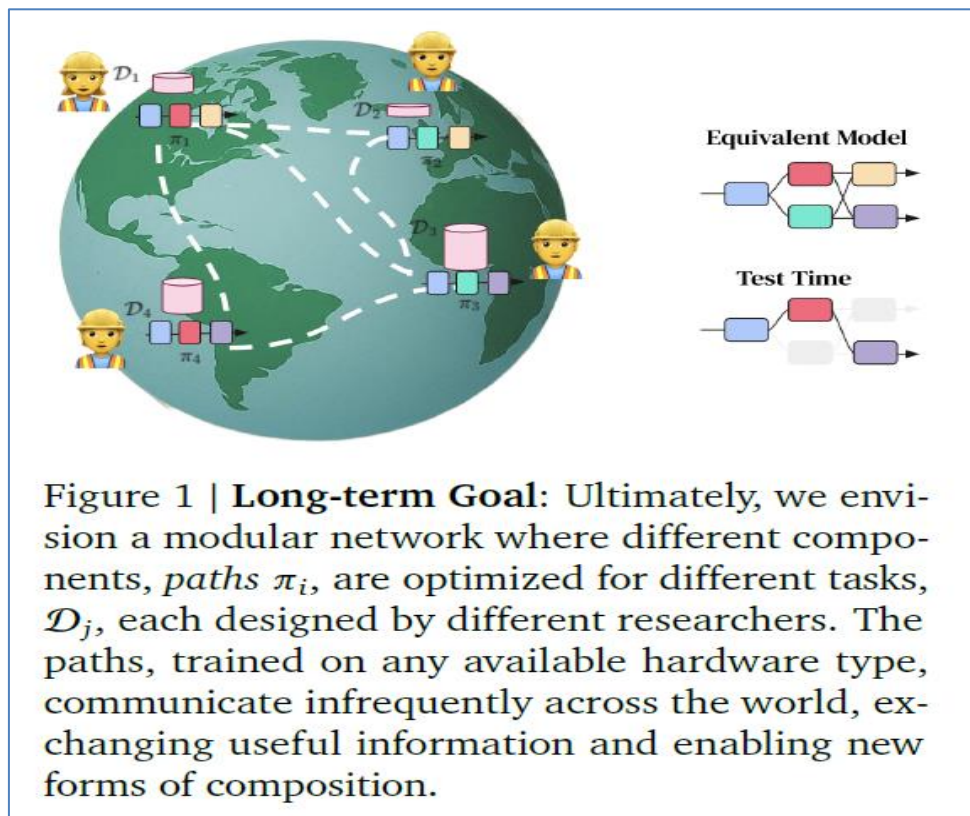 𝒟₁
π₁
𝒟₂
π₂
𝒟₃
π₃
𝒟₄
π₄
Equivalent Model
Test Time
Figure 1 | Long-term Goal: Ultimately, we envi-
sion a modular network where different compo-
nents, paths πᵢ, are optimized for different tasks,
𝒟ⱼ, each designed by different researchers. The
paths, trained on any available hardware type,
communicate infrequently across the world, ex-
changing useful information and enabling new
forms of composition.